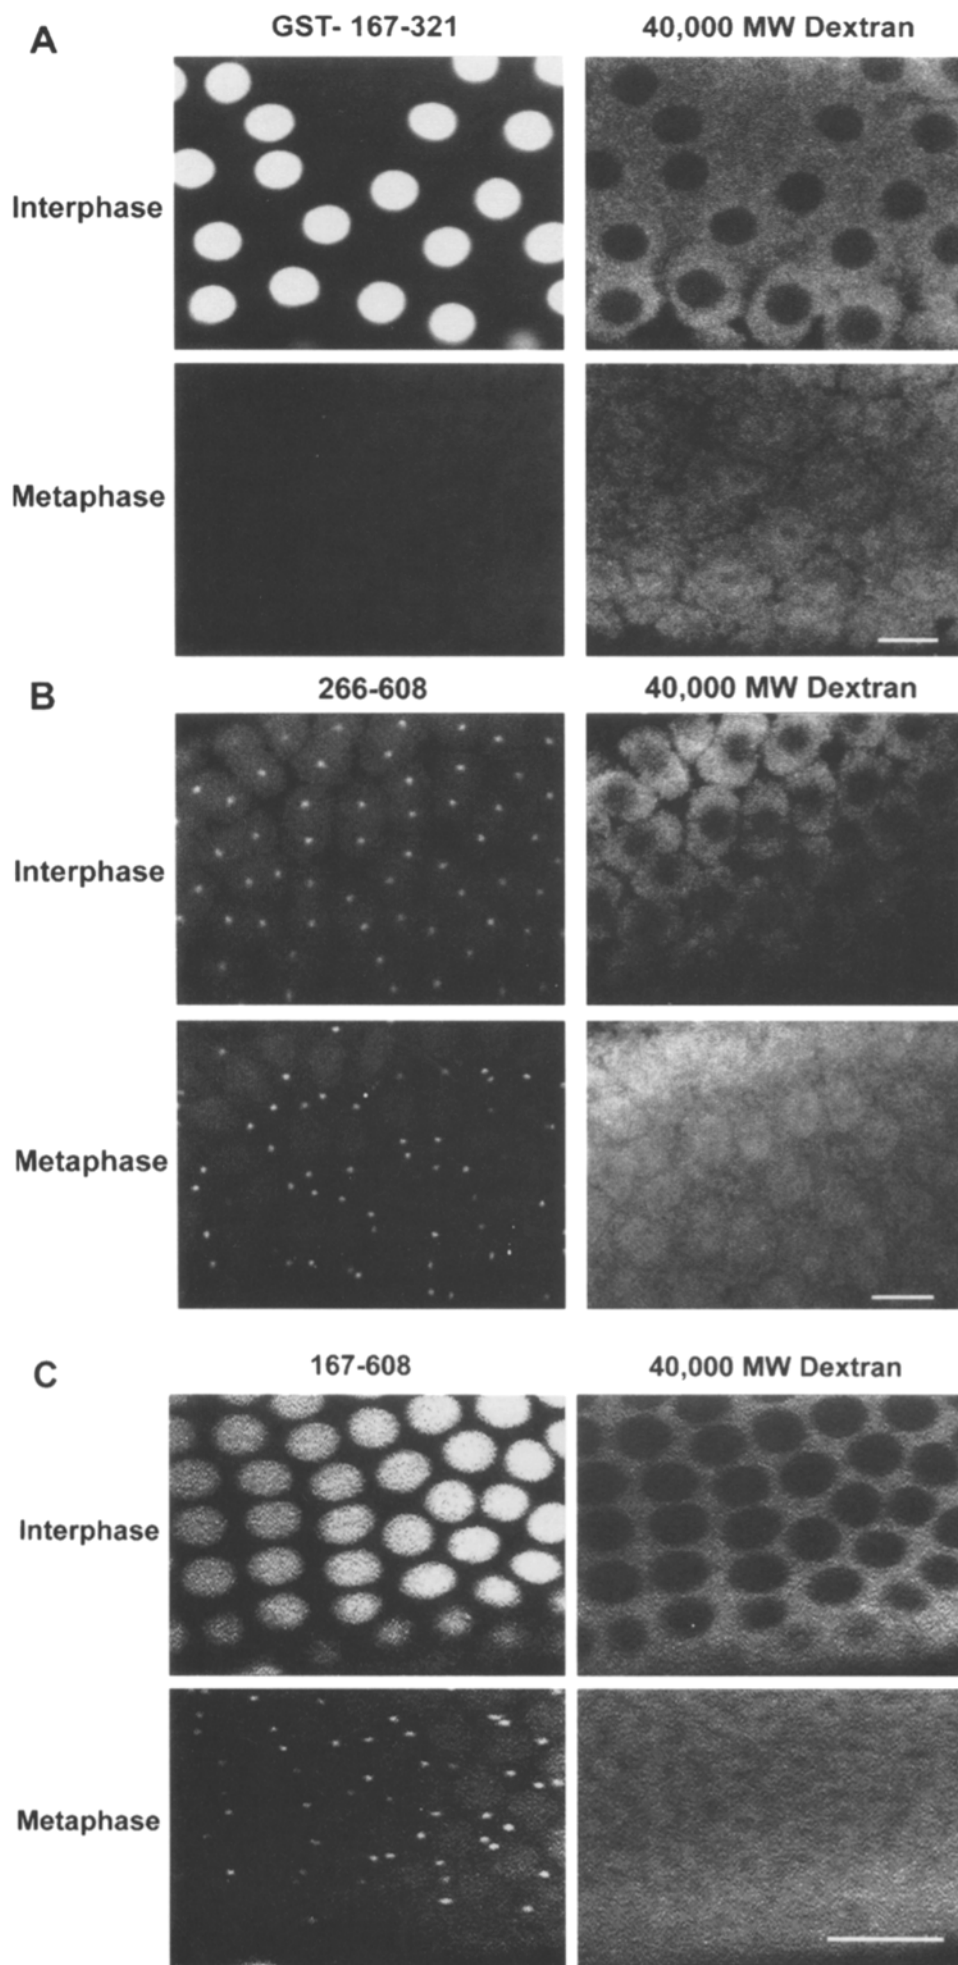 A
GST- 167-321
40,000 MW Dextran
Interphase
Metaphase
B
266-608
40,000 MW Dextran
Interphase
Metaphase
C
167-608
40,000 MW Dextran
Interphase
Metaphase